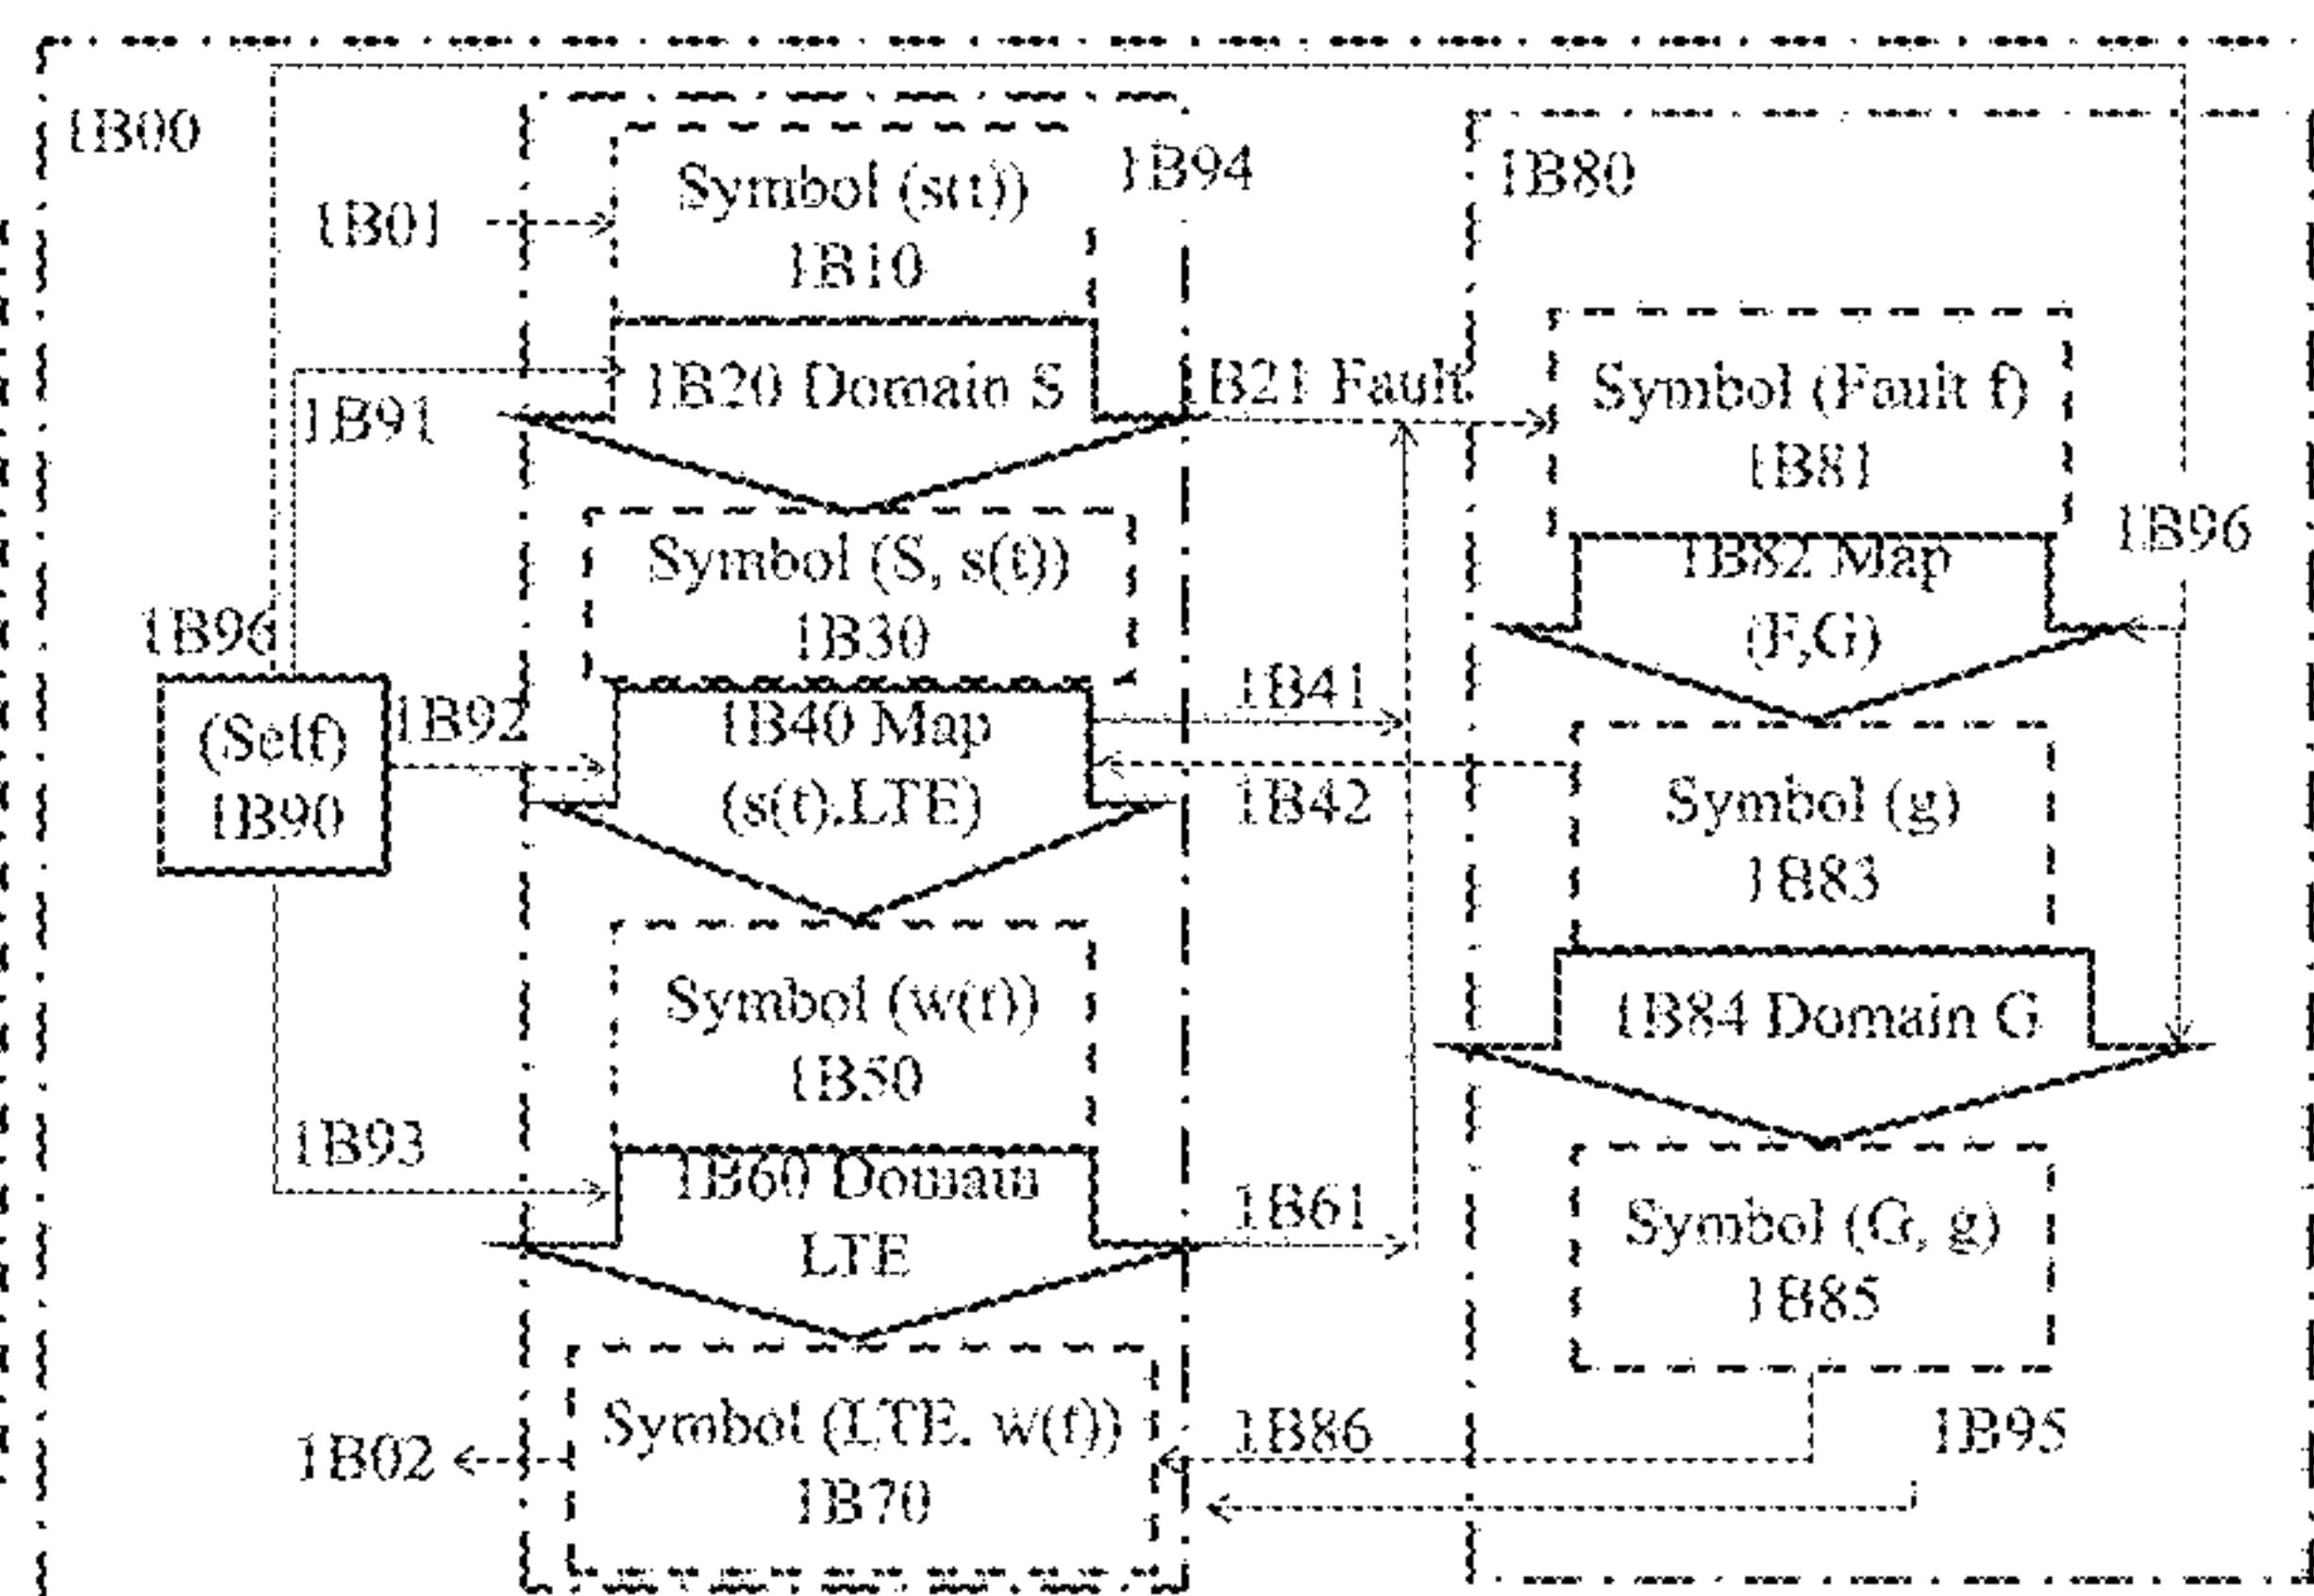 1B00
1B94
1B80
Symbol (s(t))
1B10
1B01
1B20 Domain S
1B21 Fault
1B91
Symbol (Fault f)
1B81
Symbol (S, s(t))
1B30
1B82 Map
(F,G)
1B96
1B96
(Self)
1B90
1B92
1B40 Map
(s(t).LTE)
1B41
1B42
Symbol (g)
1B83
Symbol (w(t))
1B50
1B84 Domain G
1B93
1B60 Domain
LTE
1B61
Symbol (G, g)
1B85
Symbol (LTE. w(t))
1B70
1B02
1B86
1B95